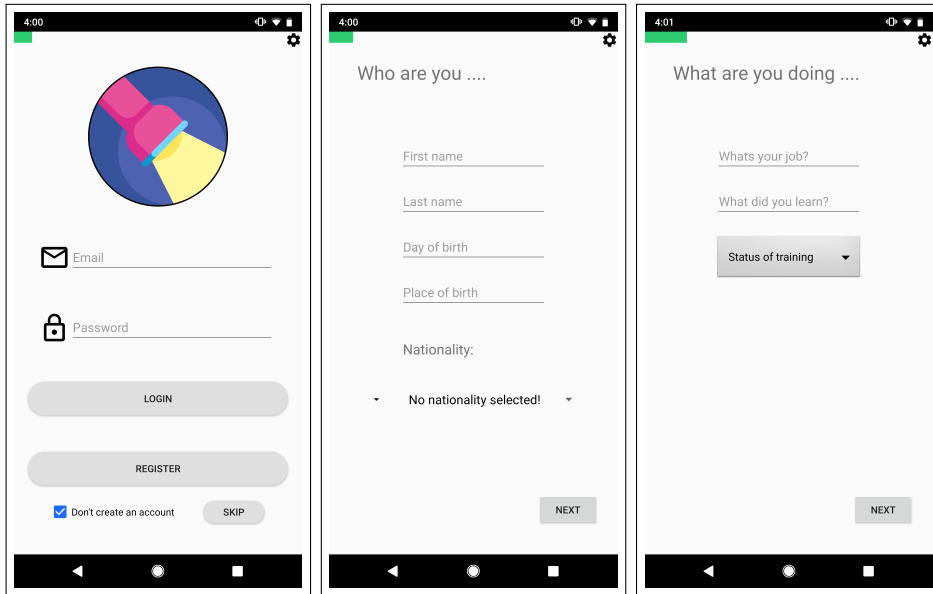 4:00
Email
Password
LOGIN
REGISTER
Don't create an account
SKIP
4:00
Who are you ....
First name
Last name
Day of birth
Place of birth
Nationality:
No nationality selected!
NEXT
4:01
What are you doing ....
Whats your job?
What did you learn?
Status of training
NEXT